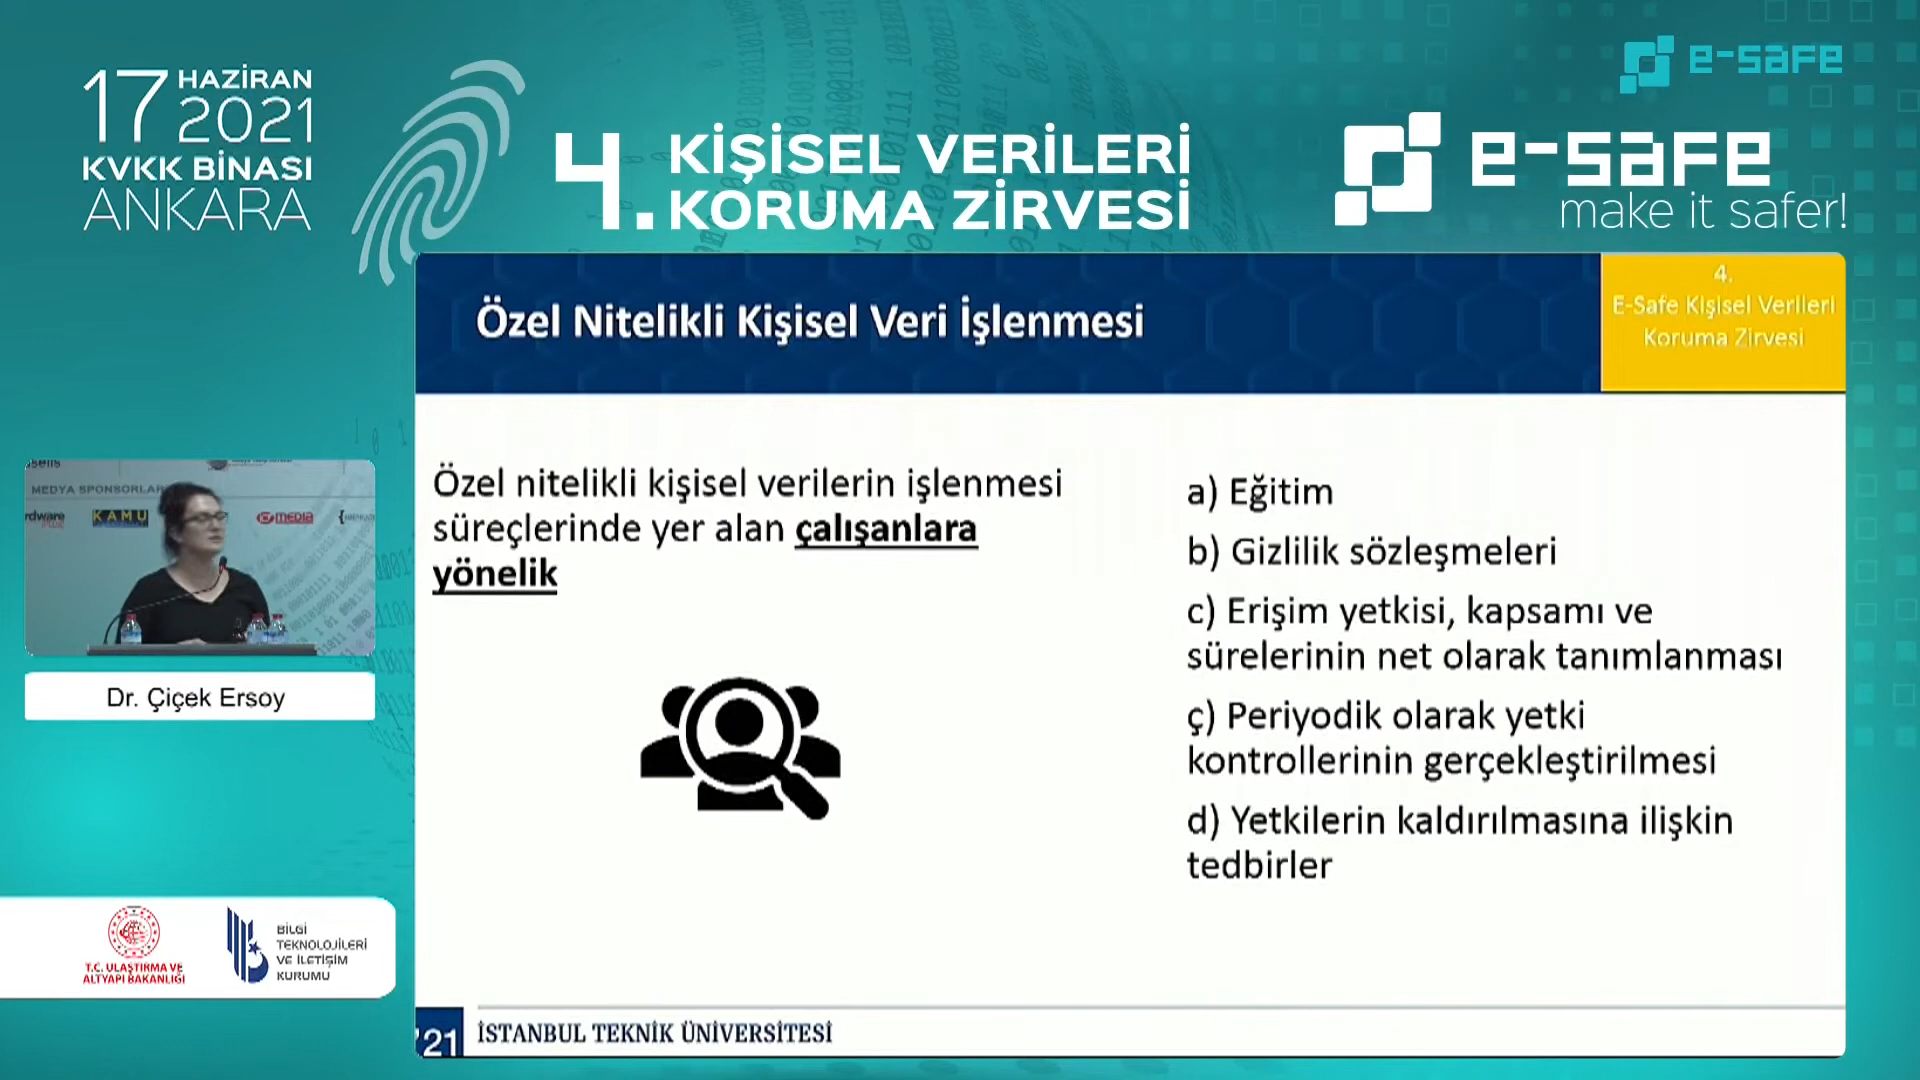 17 HAZİRAN
2021
KVKK BİNASI
ANKARA
4. KİŞİSEL VERİLERİ
KORUMA ZİRVESİ
e-safe
e-safe
make it safer!
Özel Nitelikli Kişisel Veri İşlenmesi
4.
E-Safe Kişisel Verileri
Koruma Zirvesi
Özel nitelikli kişisel verilerin işlenmesi
süreçlerinde yer alan çalışanlara
yönelik
a) Eğitim
b) Gizlilik sözleşmeleri
c) Erişim yetkisi, kapsamı ve
sürelerinin net olarak tanımlanması
ç) Periyodik olarak yetki
kontrollerinin gerçekleştirilmesi
d) Yetkilerin kaldırılmasına ilişkin
tedbirler
MEDYA SPONSORLAR
KAMU
MEDIA
Dr. Çiçek Ersoy
T.C. ULAŞTIRMA VE
ALTYAPI BAKANLIĞI
BİLGİ
TEKNOLOJİLERİ
VE İLETİŞİM
KURUMU
21
İSTANBUL TEKNİK ÜNİVERSİTESİ